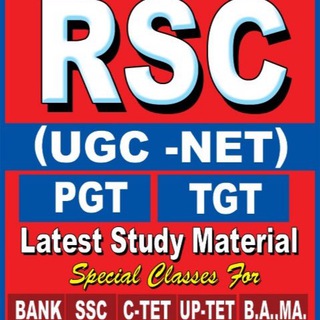 RSC
(UGC -NET)
PGT TGT
Latest Study Material
Special Classes For
BANK SSC C-TET UP-TET B.A.,MA.